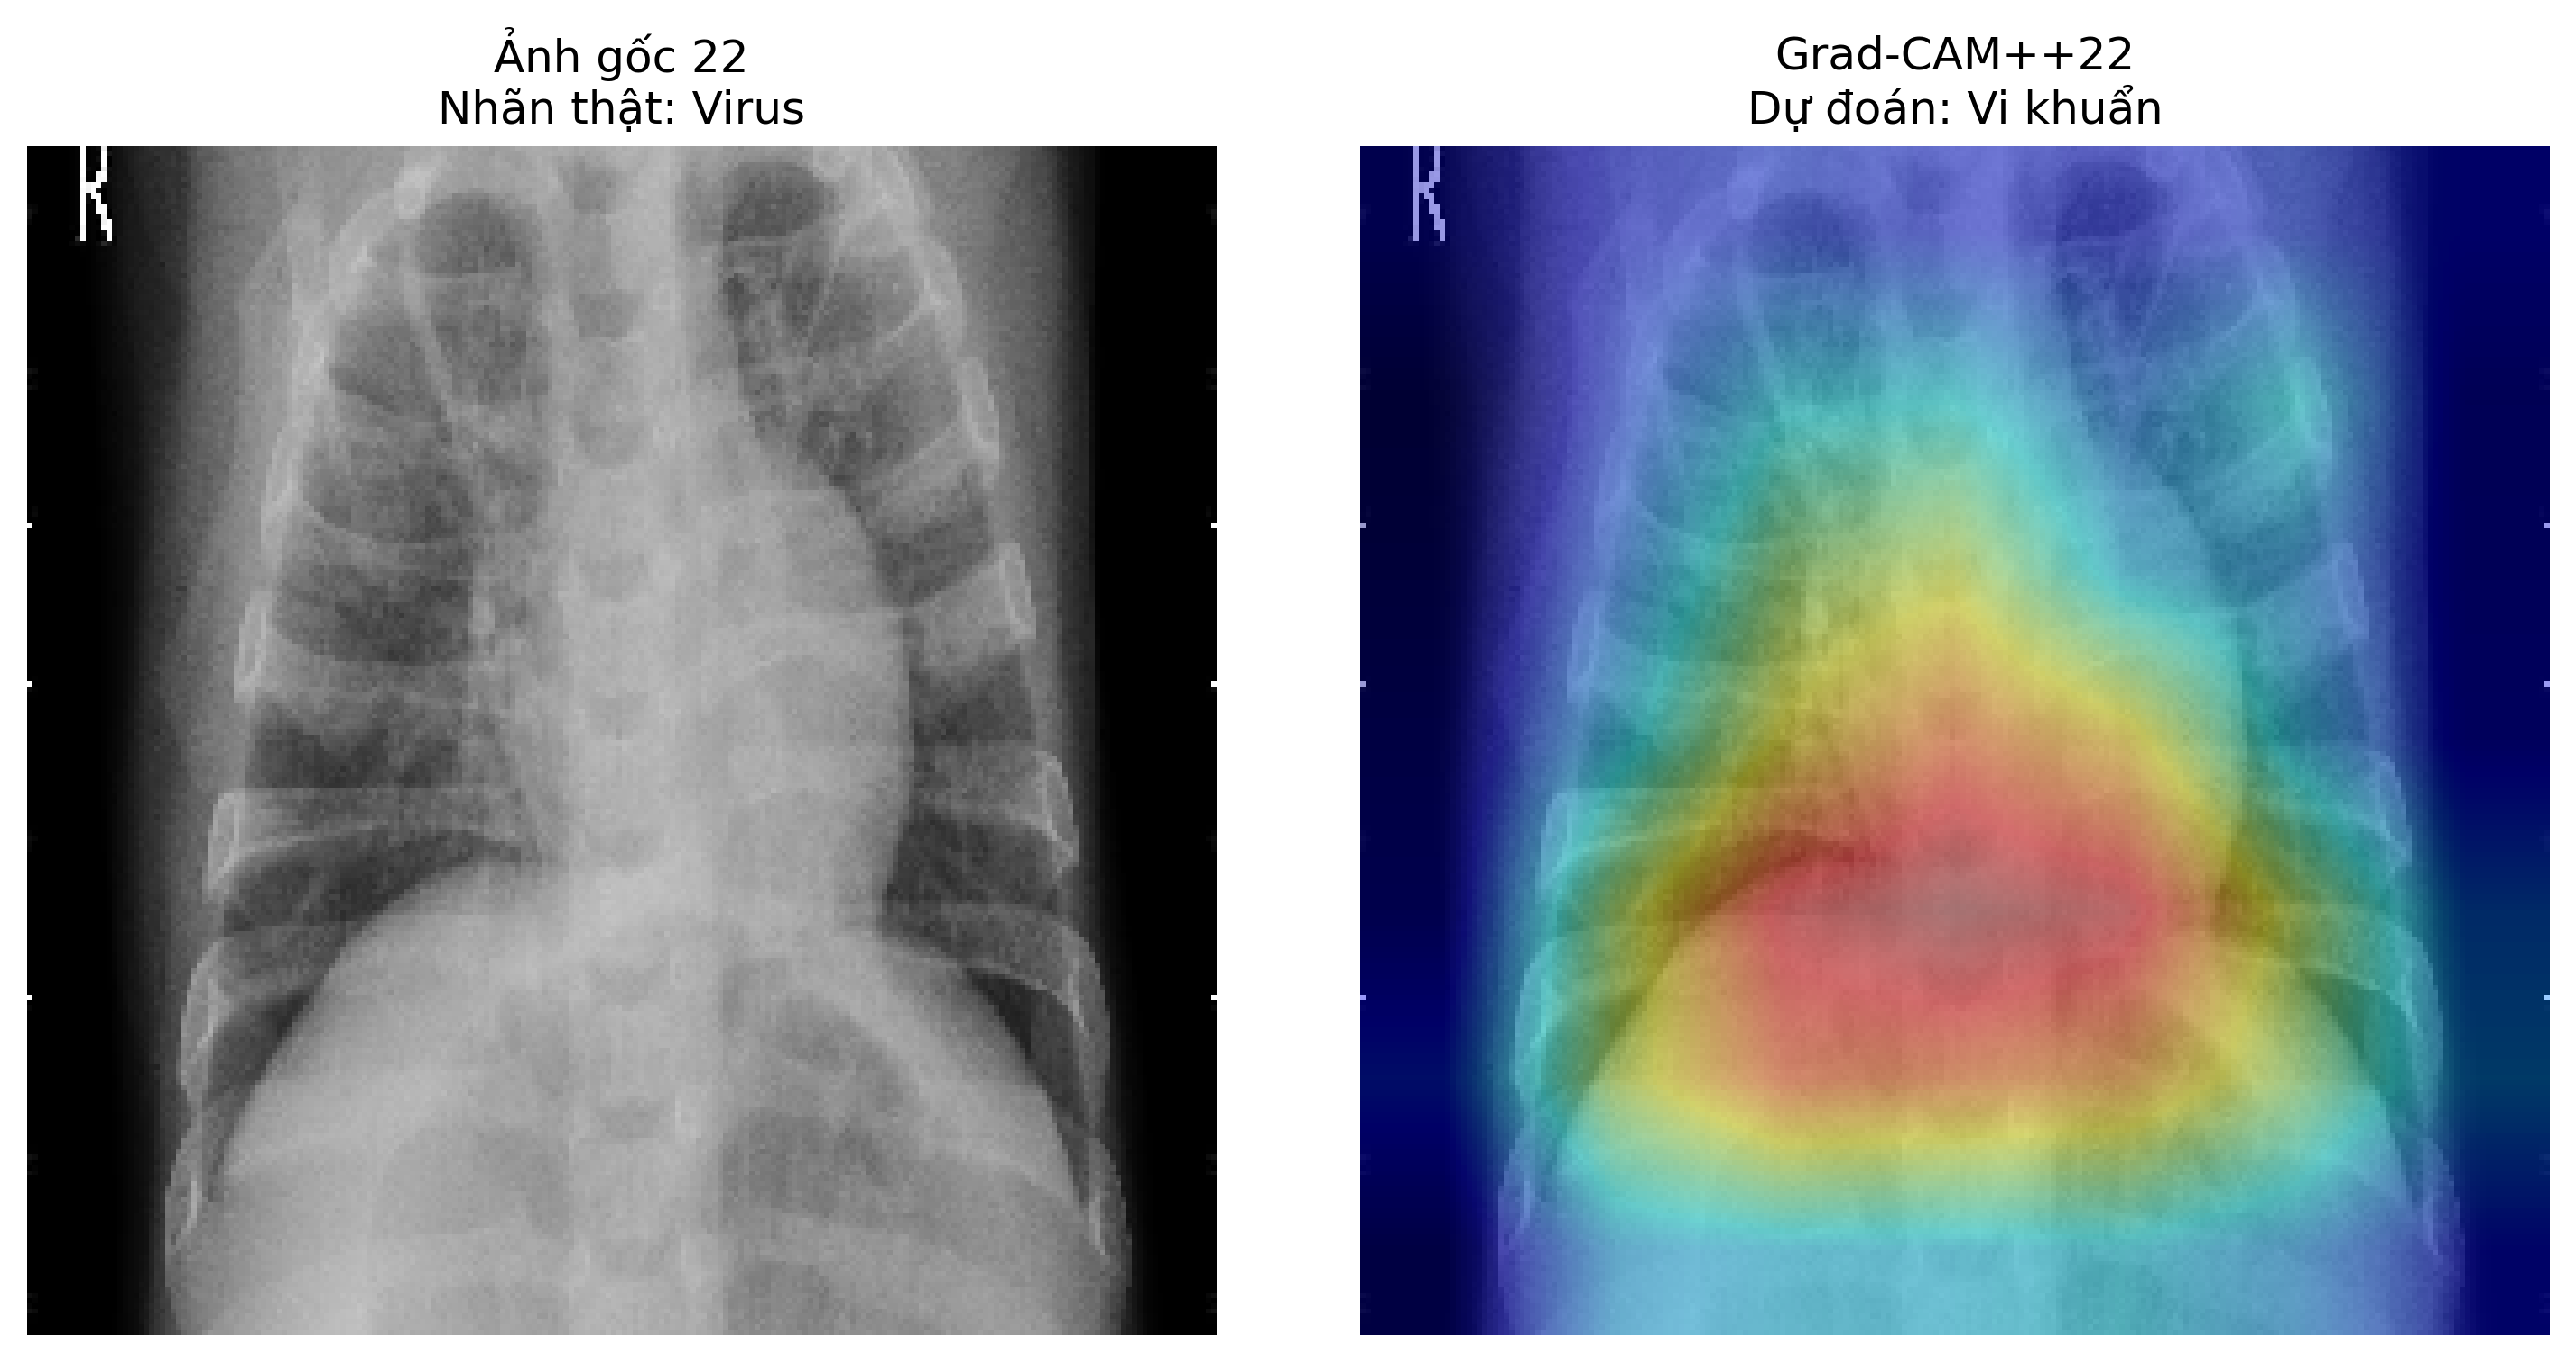 Ảnh gốc 22
Nhãn thật: Virus
Grad-CAM++22
Dự đoán: Vi khuẩn